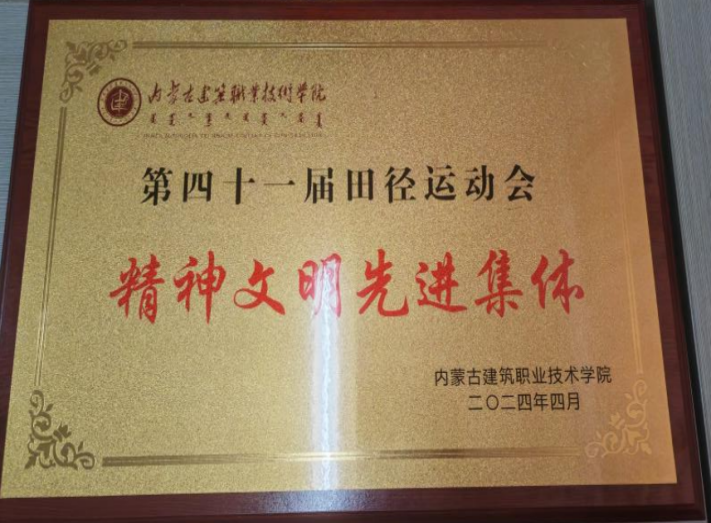 内蒙古建筑职业技术学院
第四十一届田径运动会
精神文明先进集体
内蒙古建筑职业技术学院
二〇二四年四月